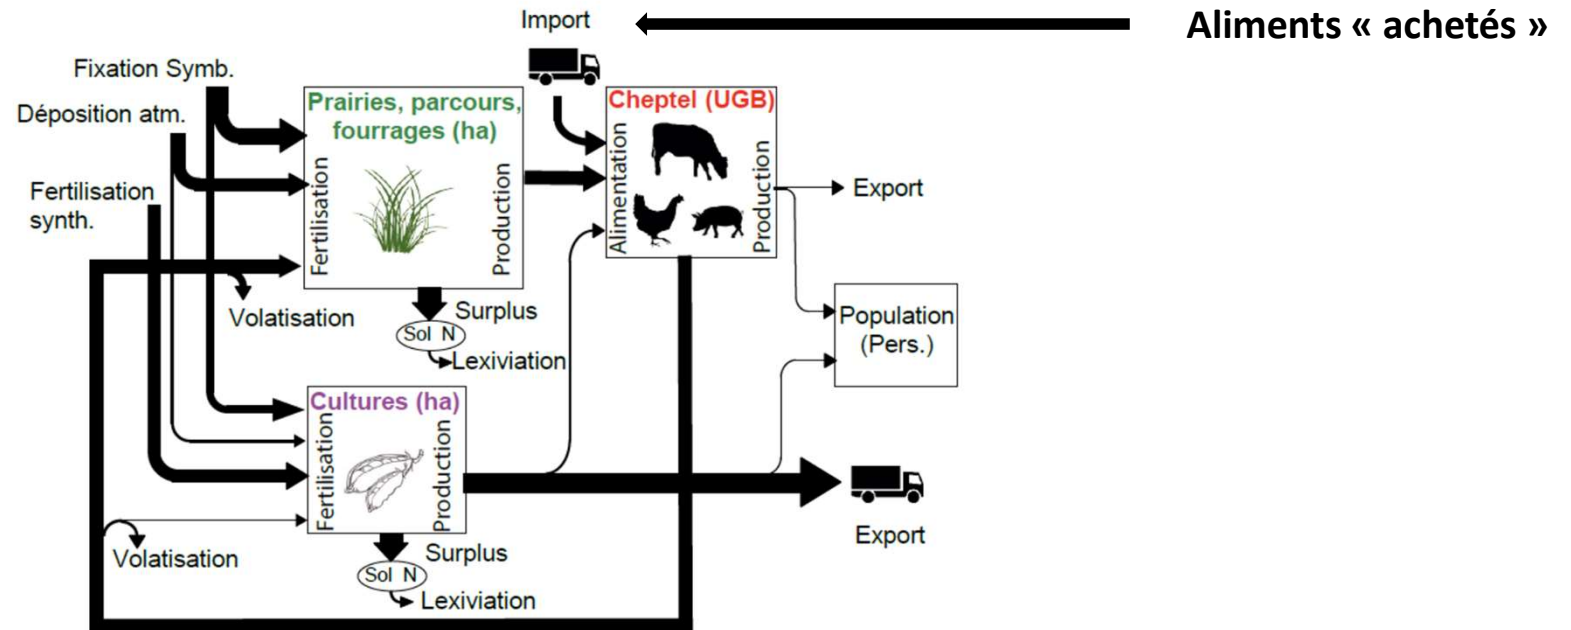 Import
Aliments « achetés »
Fixation Symb.
Déposition atm.
Fertilisation
synth.
Prairies, parcours,
fourrages (ha)
Fertilisation
Production
Cheptel (UGB)
Alimentation
Production
Export
Volatisation
Surplus
Sol N
Lexiviation
Population
(Pers.)
Cultures (ha)
Fertilisation
Production
Export
Volatisation
Surplus
Sol N
Lexiviation